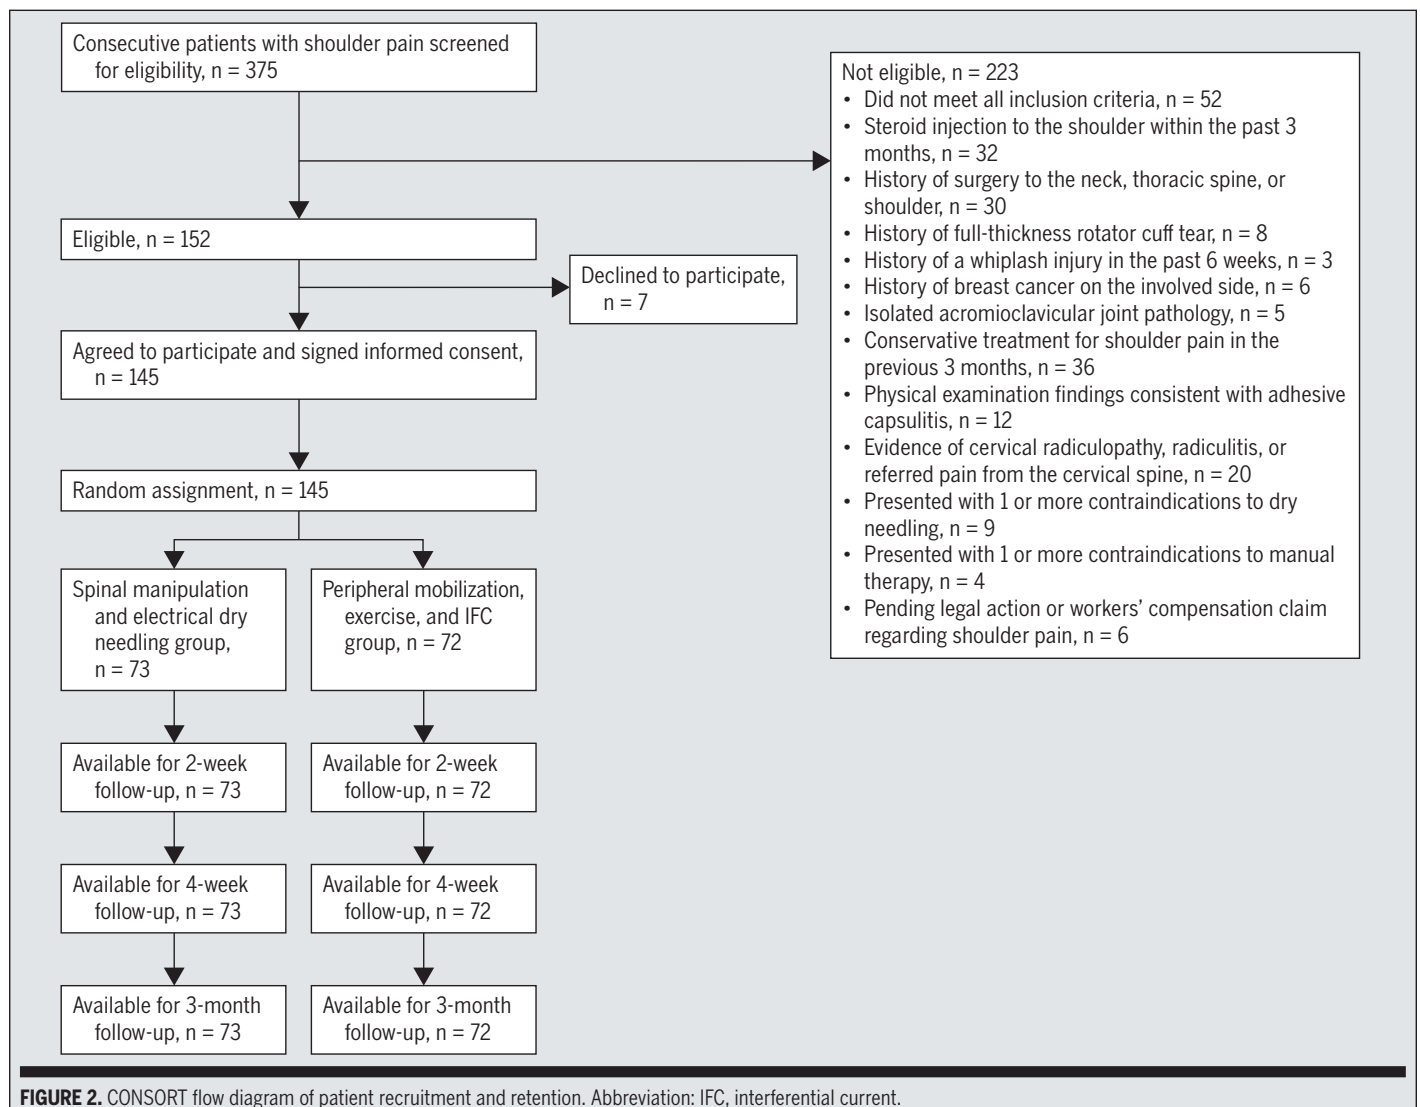 Consecutive patients with shoulder pain screened
for eligibility, n = 375
Not eligible, n = 223
• Did not meet all inclusion criteria, n = 52
• Steroid injection to the shoulder within the past 3
months, n = 32
• History of surgery to the neck, thoracic spine, or
shoulder, n = 30
• History of full-thickness rotator cuff tear, n = 8
• History of a whiplash injury in the past 6 weeks, n = 3
• History of breast cancer on the involved side, n = 6
• Isolated acromioclavicular joint pathology, n = 5
• Conservative treatment for shoulder pain in the
previous 3 months, n = 36
• Physical examination findings consistent with adhesive
capsulitis, n = 12
• Evidence of cervical radiculopathy, radiculitis, or
referred pain from the cervical spine, n = 20
• Presented with 1 or more contraindications to dry
needling, n = 9
• Presented with 1 or more contraindications to manual
therapy, n = 4
• Pending legal action or workers' compensation claim
regarding shoulder pain, n = 6
Eligible, n = 152
Declined to participate,
n = 7
Agreed to participate and signed informed consent,
n = 145
Random assignment, n = 145
Spinal manipulation
and electrical dry
needling group,
n = 73
Peripheral mobilization,
exercise, and IFC
group, n = 72
Available for 2-week
follow-up, n = 73
Available for 2-week
follow-up, n = 72
Available for 4-week
follow-up, n = 73
Available for 4-week
follow-up, n = 72
Available for 3-month
follow-up, n = 73
Available for 3-month
follow-up, n = 72
FIGURE 2. CONSORT flow diagram of patient recruitment and retention. Abbreviation: IFC, interferential current.